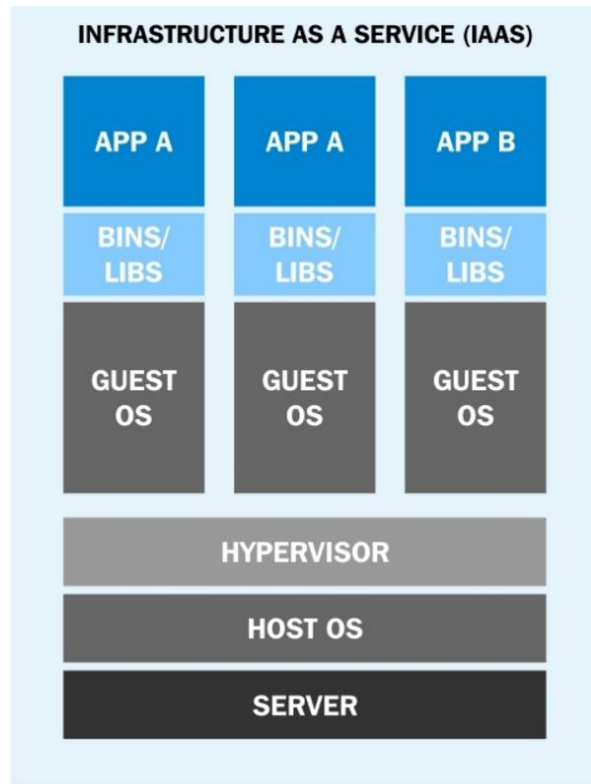 INFRASTRUCTURE AS A SERVICE (IAAS)
APP A
APP A
APP B
BINS/
LIBS
BINS/
LIBS
BINS/
LIBS
GUEST
OS
GUEST
OS
GUEST
OS
HYPERVISOR
HOST OS
SERVER